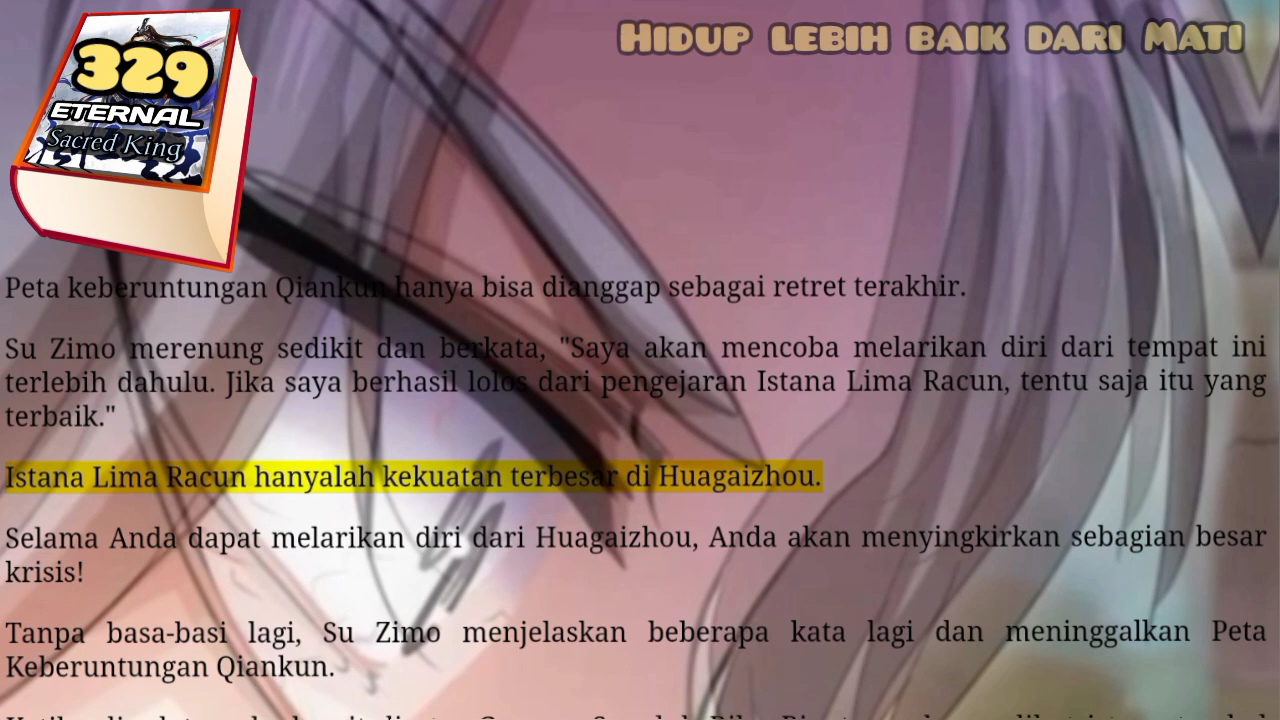 329
ETERNAL
Sacred King
HIDUP LEBIH BAIK DARI MATI
Peta keberuntungan Qiankun hanya bisa dianggap sebagai retret terakhir.
Su Zimo merenung sedikit dan berkata, "Saya akan mencoba melarikan diri dari tempat ini
terlebih dahulu. Jika saya berhasil lolos dari pengejaran Istana Lima Racun, tentu saja itu yang
terbaik."
Istana Lima Racun hanyalah kekuatan terbesar di Huagaizhou.
Selama Anda dapat melarikan diri dari Huagaizhou, Anda akan menyingkirkan sebagian besar
krisis!
Tanpa basa-basi lagi, Su Zimo menjelaskan beberapa kata lagi dan meninggalkan Peta
Keberuntungan Qiankun.